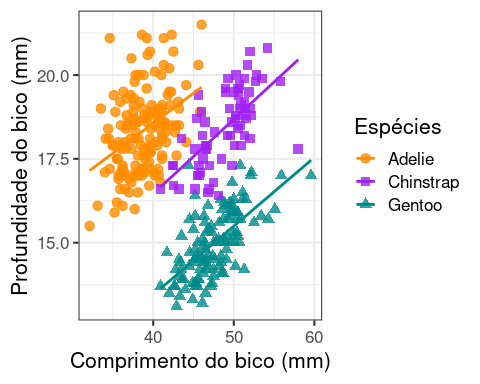 Profundidade do bico (mm)
20.0
17.5
15.0
40
50
60
Comprimento do bico (mm)
Espécies
Adelie
Chinstrap
Gentoo